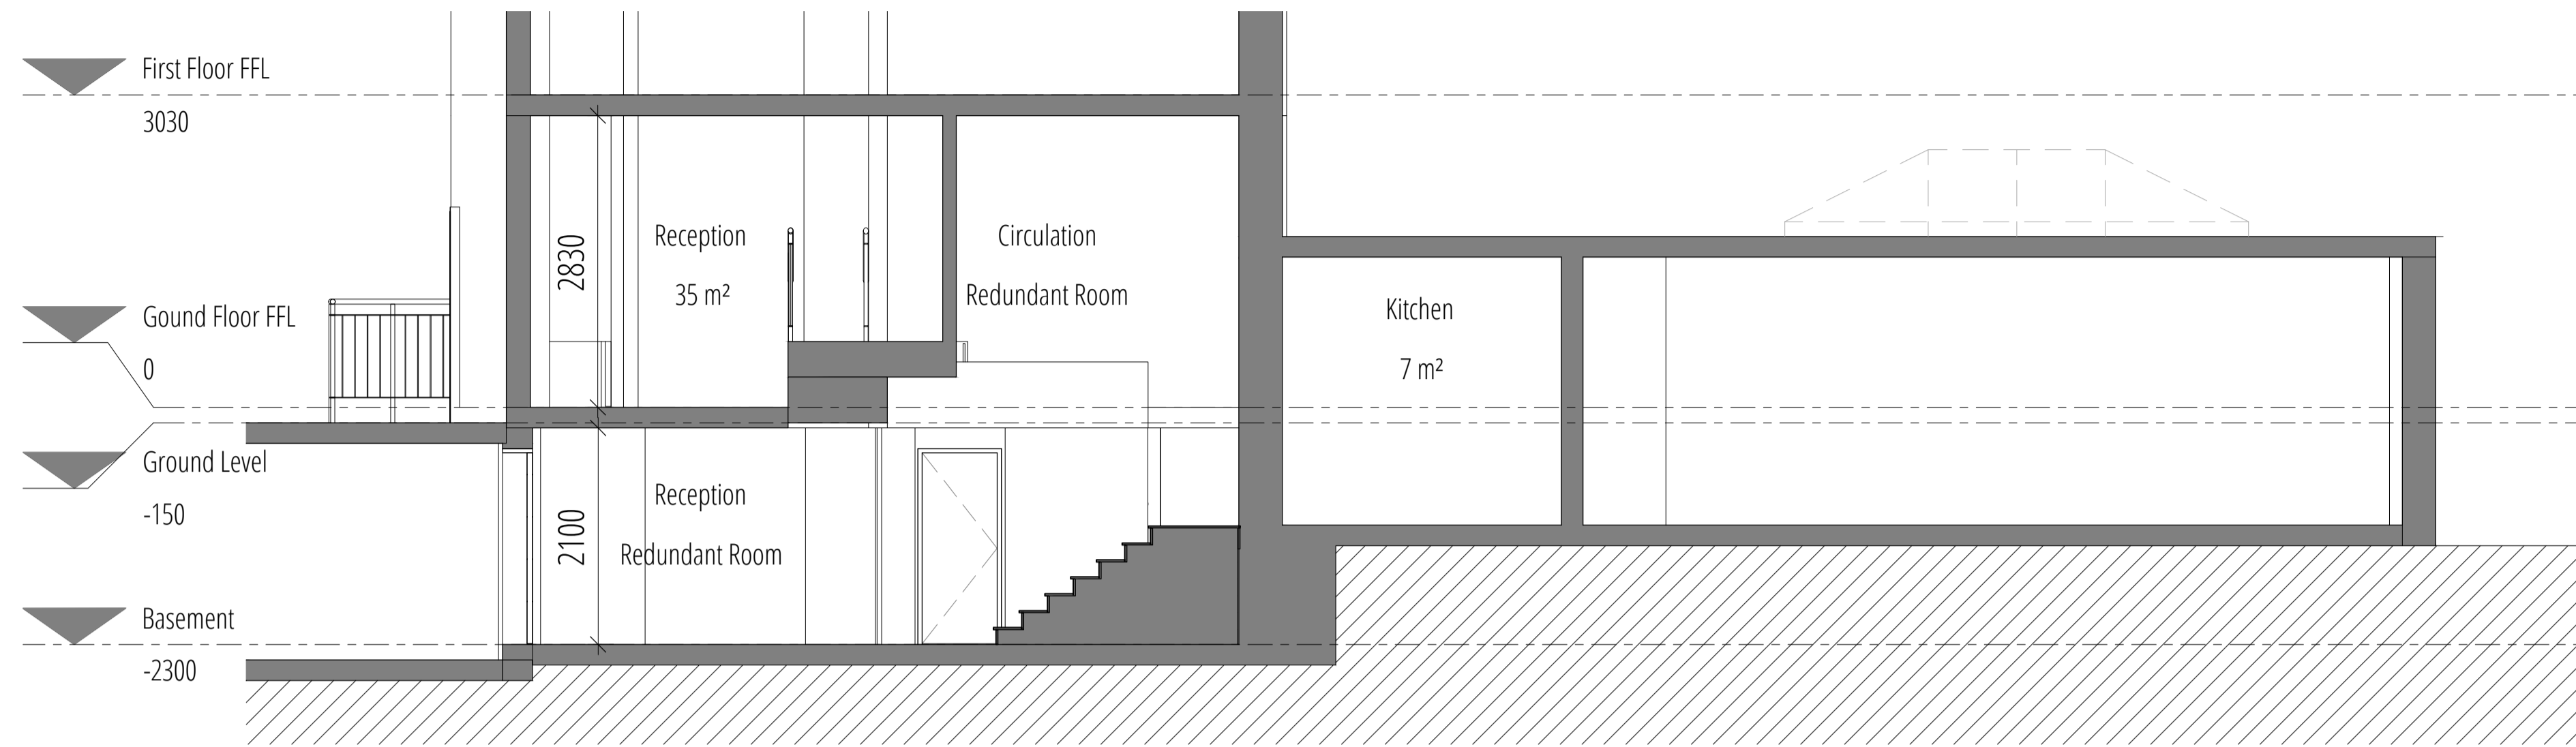 First Floor FFL
3030
Gound Floor FFL
0
Ground Level
-150
Basement
-2300
2830
Reception
35 m²
Circulation
Redundant Room
Kitchen
7 m²
2100
Reception
Redundant Room